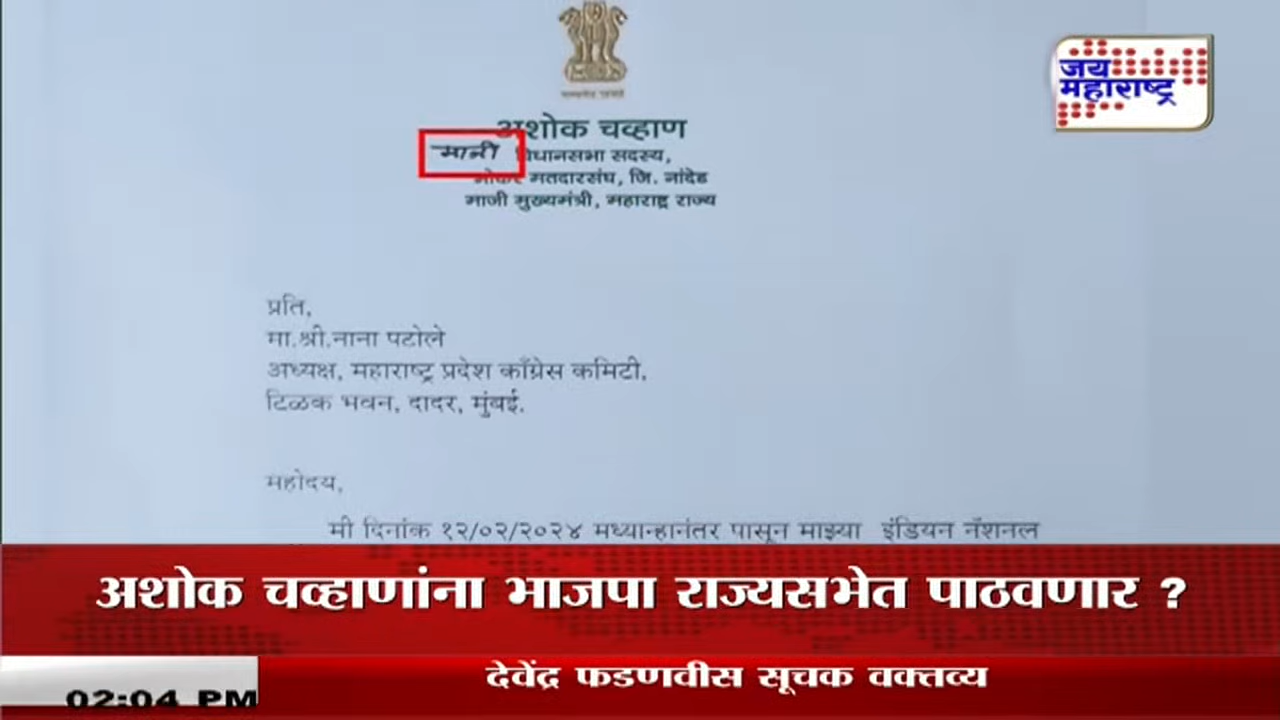 जय
महाराष्ट्र
अशोक चव्हाण
माजी विधानसभा सदस्य,
भोकर मतदारसंघ, जि. नांदेड
माजी मुख्यमंत्री, महाराष्ट्र राज्य
प्रति,
मा.श्री.नाना पटोले
अध्यक्ष, महाराष्ट्र प्रदेश काँग्रेस कमिटी,
टिळक भवन, दादर, मुंबई.
महोदय,
मी दिनांक १२/०२/२०२४ मध्यान्हानंतर पासून माझ्या इंडियन नॅशनल
अशोक चव्हाणांना भाजपा राज्यसभेत पाठवणार ?
देवेंद्र फडणवीस सूचक वक्तव्य
02:04 PM